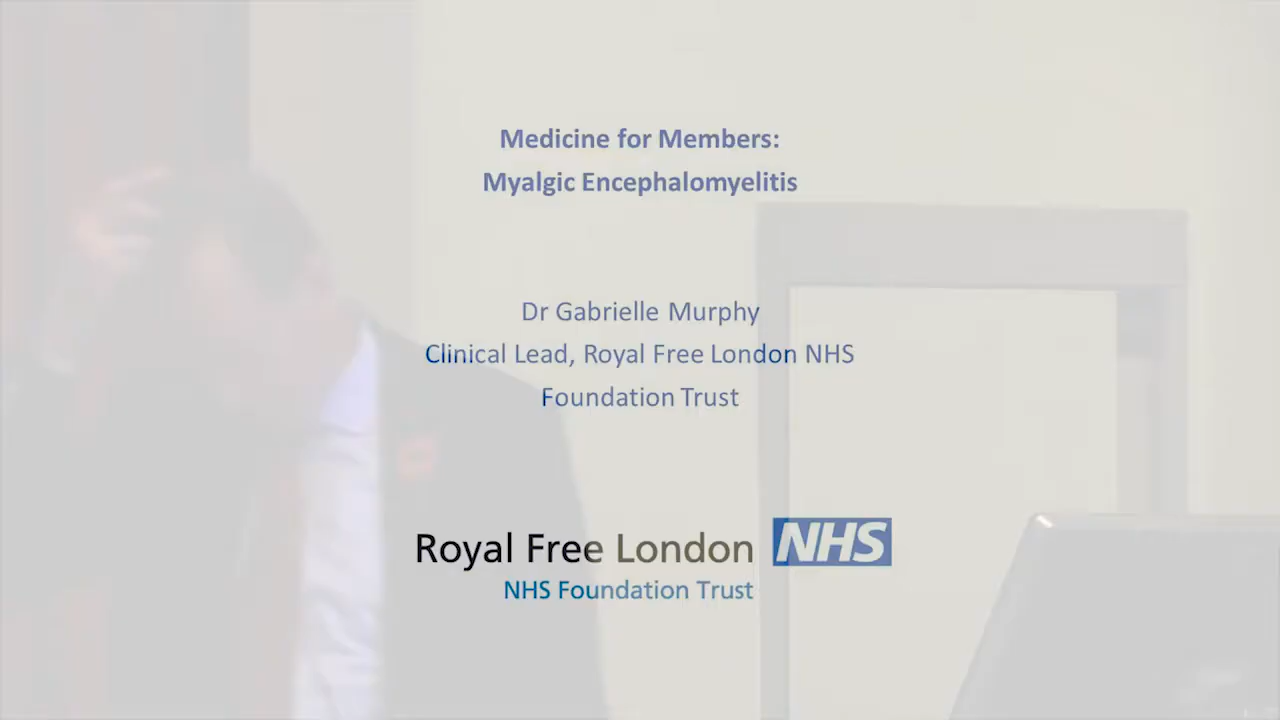 Medicine for Members:
Myalgic Encephalomyelitis
Dr Gabrielle Murphy
Clinical Lead, Royal Free London NHS
Foundation Trust
Royal Free London NHS
NHS Foundation Trust